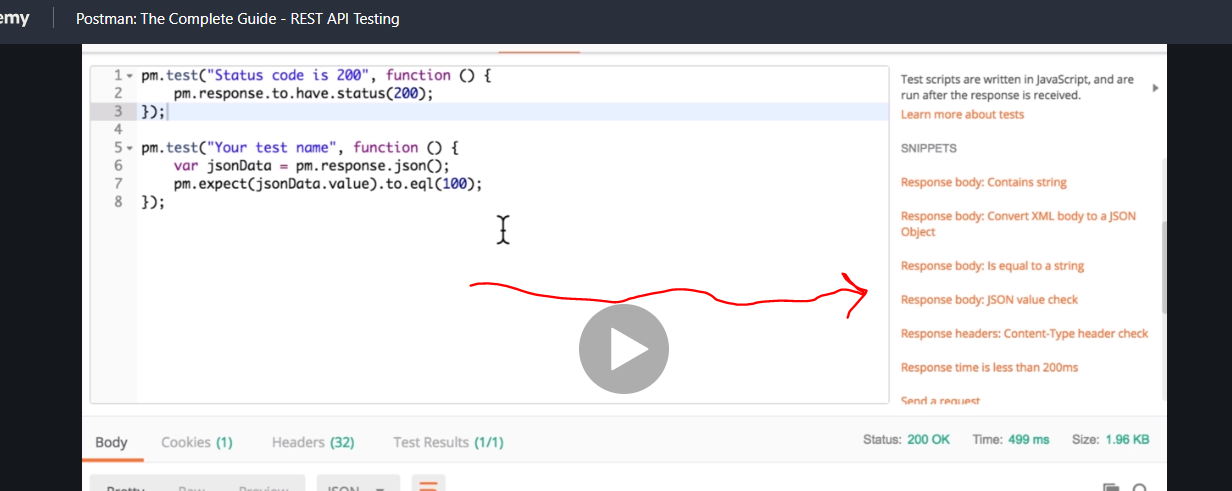 emy Postman: The Complete Guide - REST API Testing
1 pm.test("Status code is 200", function () {
2 pm.response.to.have.status(200);
3 });
4
5 pm.test("Your test name", function () {
6 var jsonData = pm.response.json();
7 pm.expect(jsonData.value).to.eql(100);
8 });
Test scripts are written in JavaScript, and are
run after the response is received.
Learn more about tests
SNIPPETS
Response body: Contains string
Response body: Convert XML body to a JSON
Object
Response body: Is equal to a string
Response body: JSON value check
Response headers: Content-Type header check
Response time is less than 200ms
Send a request
Body Cookies (1) Headers (32) Test Results (1/1) Status: 200 OK Time: 499 ms Size: 1.96 KB
Pretty Raw Preview JSON